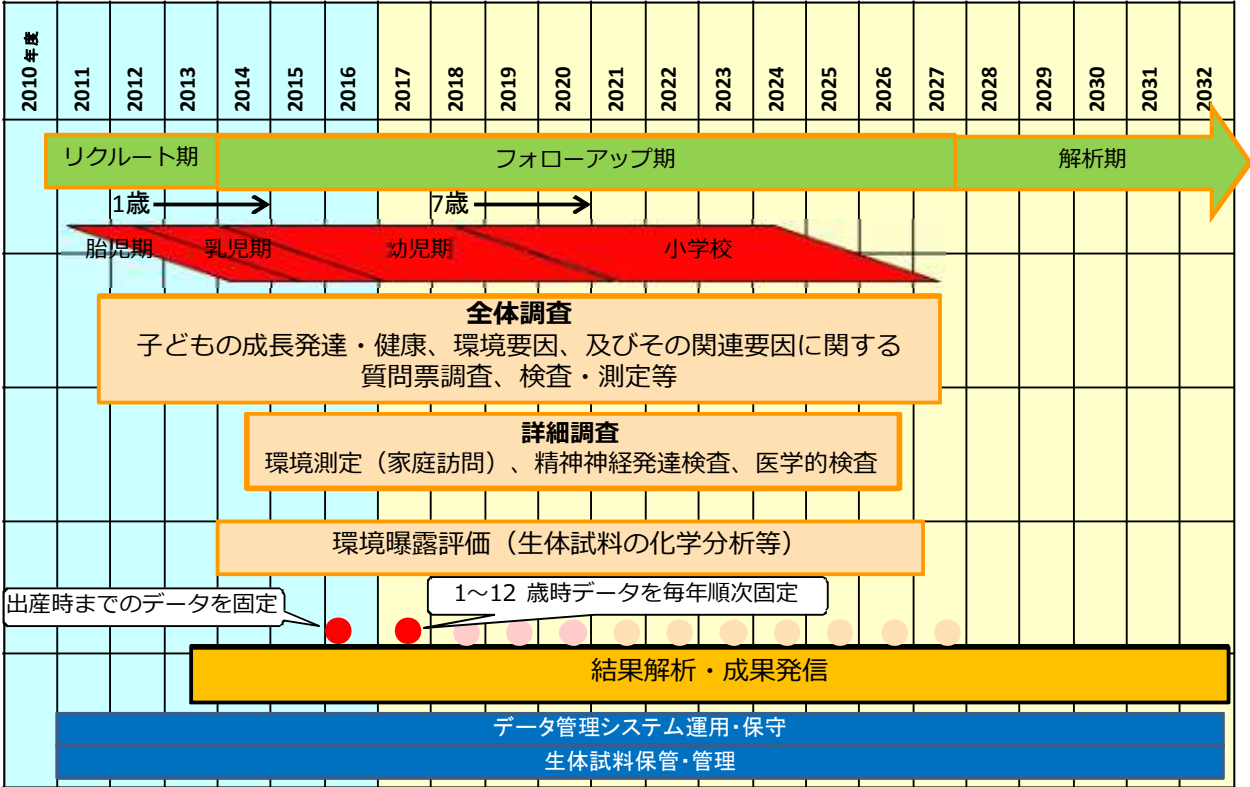 2010年度
2011
2012
2013
2014
2015
2016
2017
2018
2019
2020
2021
2022
2023
2024
2025
2026
2027
2028
2029
2030
2031
2032
リクルート期
フォローアップ期
解析期
1歳
7歳
胎児期
乳児期
幼児期
小学校
全体調査
子どもの成長発達・健康、環境要因、及びその関連要因に関する
質問票調査、検査・測定等
詳細調査
環境測定（家庭訪問）、精神神経発達検査、医学的検査
環境曝露評価（生体試料の化学分析等）
出産時までのデータを固定
1～12 歳時データを毎年順次固定
結果解析・成果発信
データ管理システム運用・保守
生体試料保管・管理